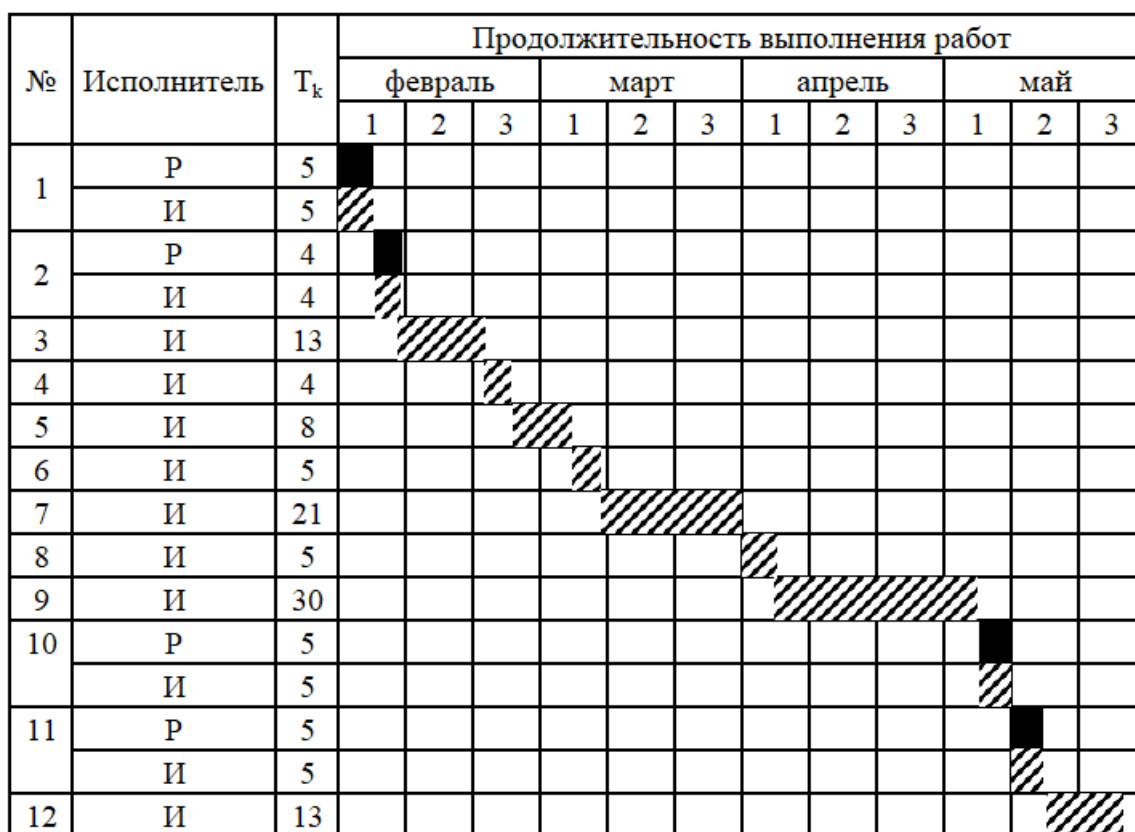 Продолжительность выполнения работ
№ Исполнитель Tk февраль март апрель май
1 2 3 1 2 3 1 2 3 1 2 3
1 Р 5
И 5
2 Р 4
И 4
3 И 13
4 И 4
5 И 8
6 И 5
7 И 21
8 И 5
9 И 30
10 Р 5
И 5
11 Р 5
И 5
12 И 13